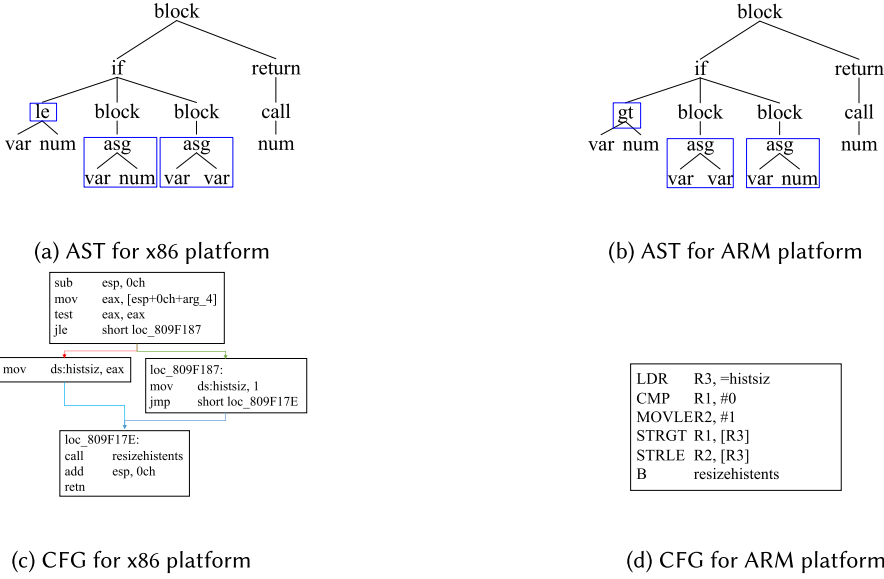 block
if return
le block block call
var num asg asg num
var num var var
(a) AST for x86 platform
block
if return
gt block block call
var num asg asg num
var var var num
(b) AST for ARM platform
sub esp, 0ch
mov eax, [esp+0ch+arg_4]
test eax, eax
jle short loc_809F187
mov ds:histsiz, eax
loc_809F187:
mov ds:histsiz, 1
jmp short loc_809F17E
loc_809F17E:
call resizehistents
add esp, 0ch
retn
(c) CFG for x86 platform
LDR R3, =histsiz
CMP R1, #0
MOVLE R2, #1
STRGT R1, [R3]
STRLE R2, [R3]
B resizehistents
(d) CFG for ARM platform